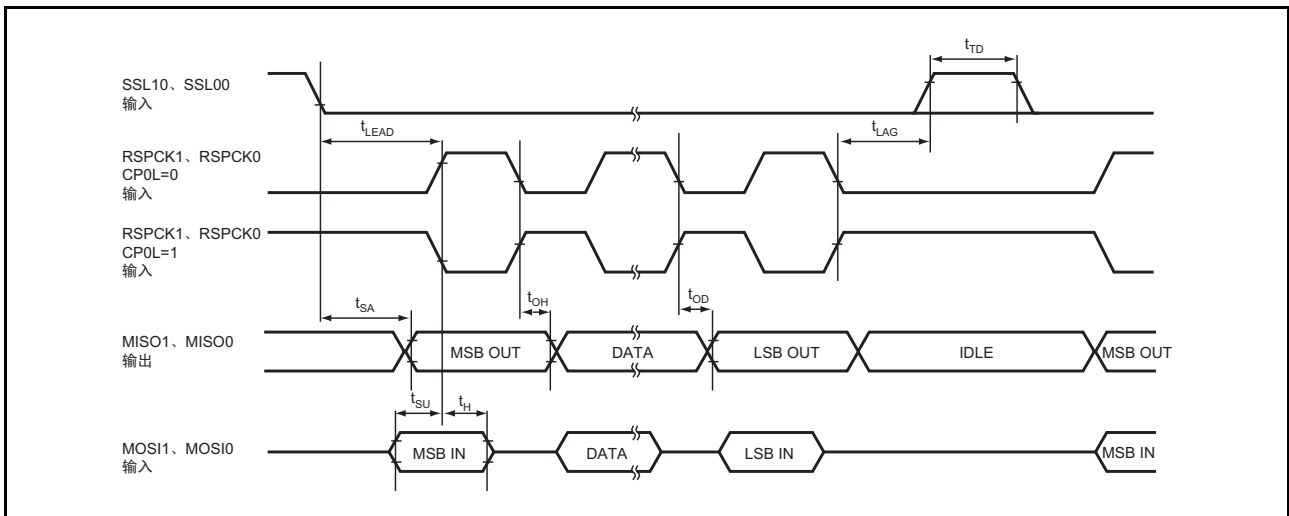 SSL10、SSL00
输入
tTD
tLEAD
tLAG
RSPCK1、RSPCK0
CP0L=0
输入
RSPCK1、RSPCK0
CP0L=1
输入
tSA
tOH
tOD
MISO1、MISO0
输出
MSB OUT
DATA
LSB OUT
IDLE
MSB OUT
tSU
tH
MOSI1、MOSI0
输入
MSB IN
DATA
LSB IN
MSB IN